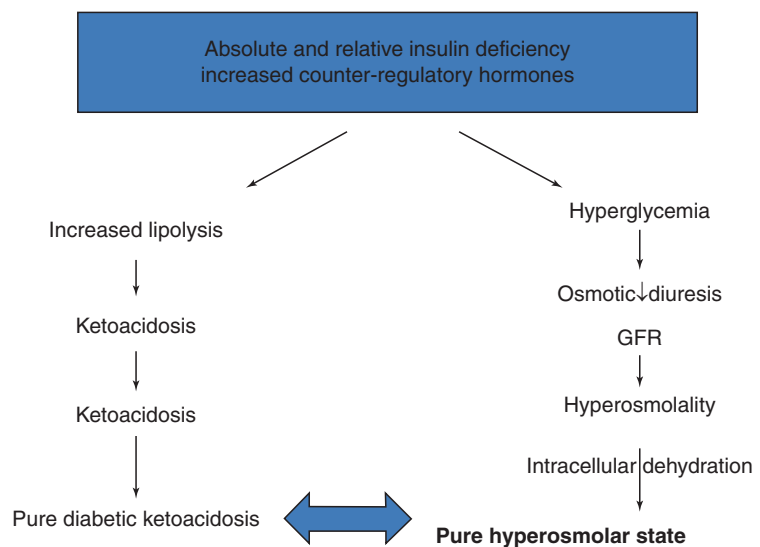 Absolute and relative insulin deficiency
increased counter-regulatory hormones
Increased lipolysis
Ketoacidosis
Ketoacidosis
Pure diabetic ketoacidosis
Hyperglycemia
Osmotic↓diuresis
GFR
Hyperosmolality
Intracellular dehydration
Pure hyperosmolar state